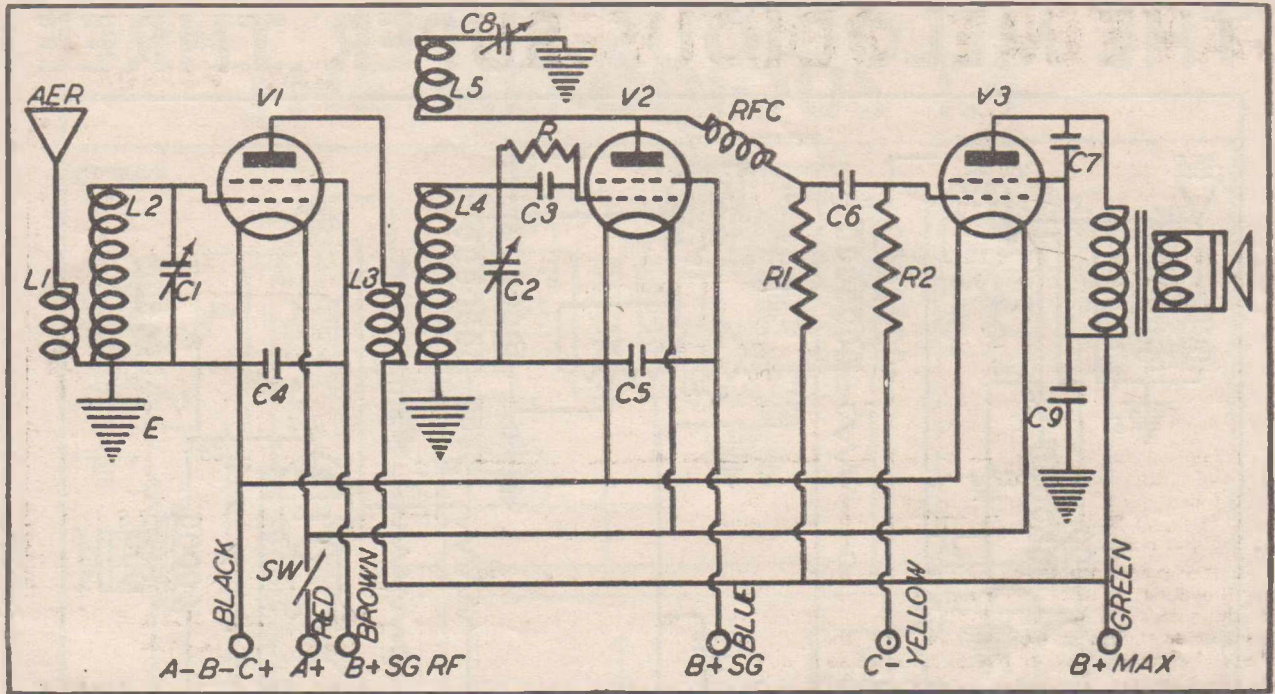 C8
L5
AER
V1
V2
RFC
V3
R
C7
L2
L4
C3
C6
L1
C1
L3
C2
R1
R2
C4
C5
E
C9
BLACK
SW
RED
BROWN
BLUE
YELLOW
GREEN
A-B-C+
A+
B+SG RF
B+SG
C-
B+MAX